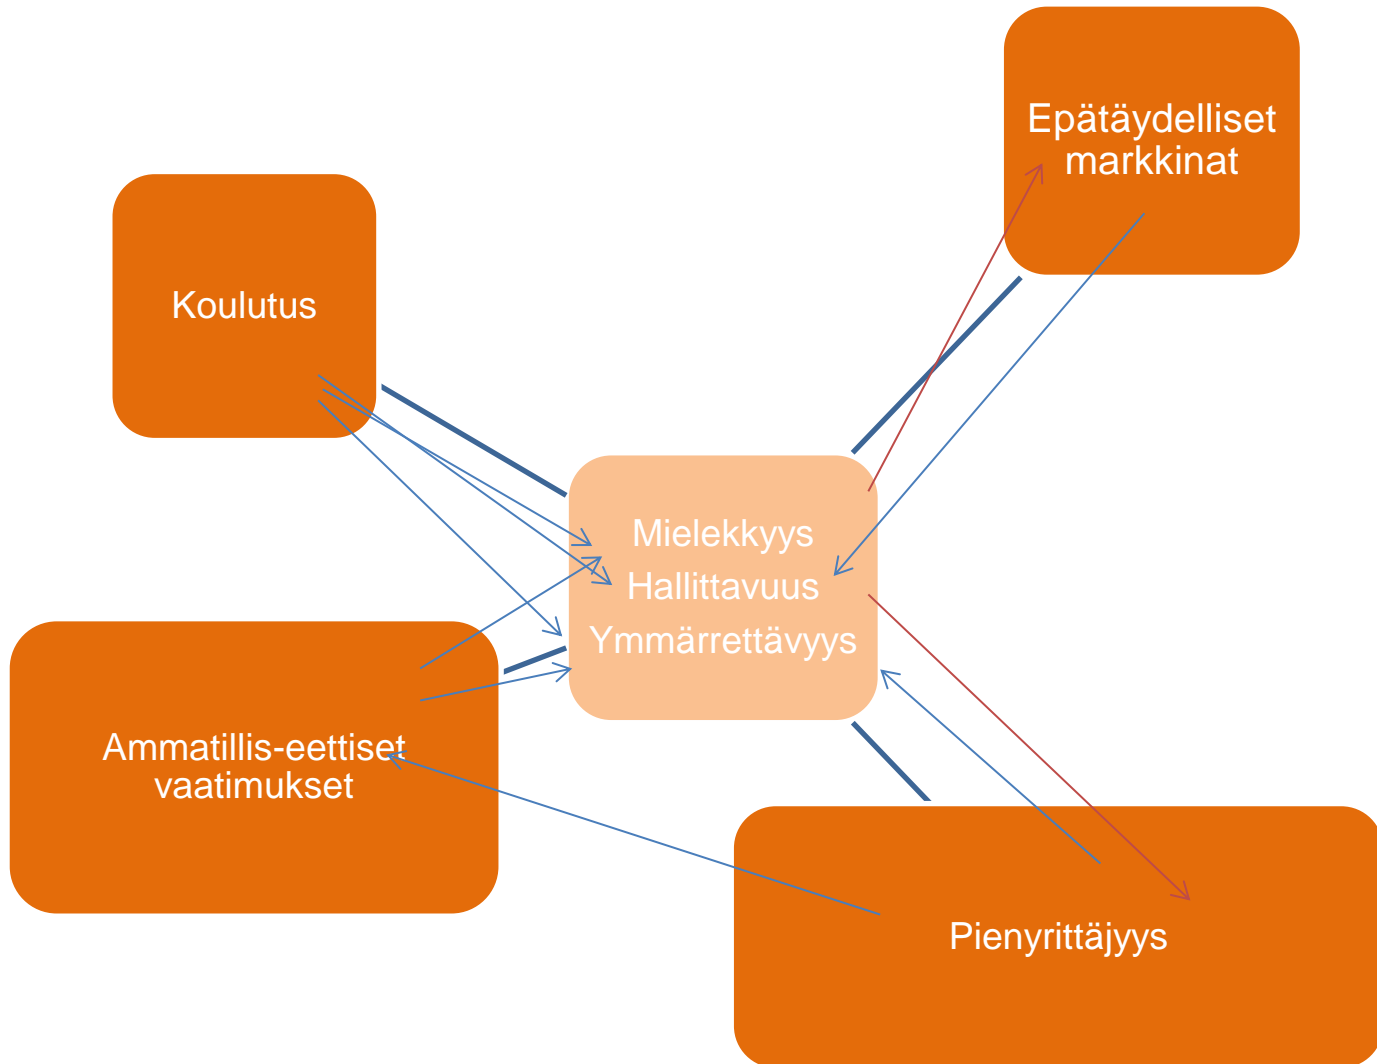 Epätäydelliset
markkinat
Koulutus
Mielekkyys
Hallittavuus
Ymmärrettävyys
Ammatillis-eettiset
vaatimukset
Pienyrittäjyys